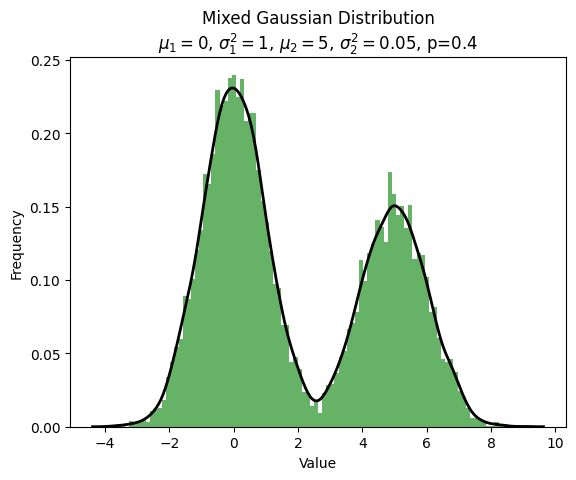 Mixed Gaussian Distribution
μ₁ = 0, σ₁² = 1, μ₂ = 5, σ₂² = 0.05, p=0.4
0.25
0.20
0.15
0.10
0.05
0.00
Frequency
−4 −2 0 2 4 6 8 10
Value